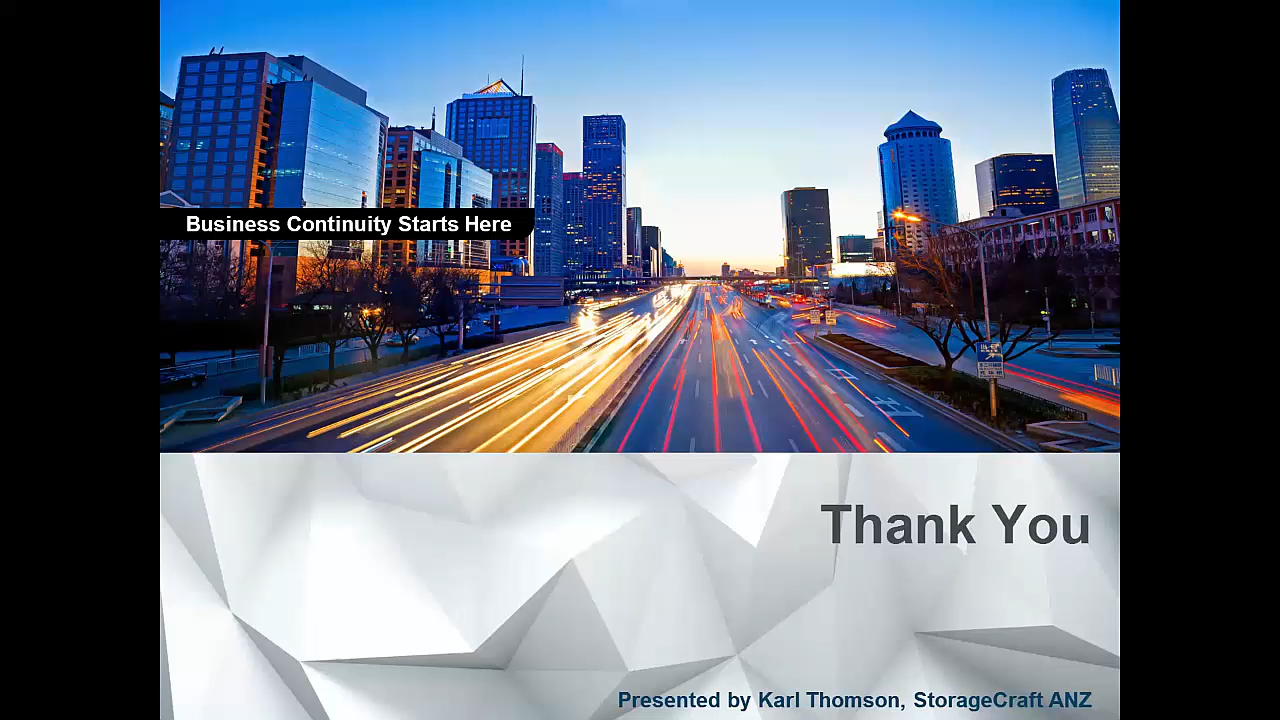 Business Continuity Starts Here
Thank You
Presented by Karl Thomson, StorageCraft ANZ